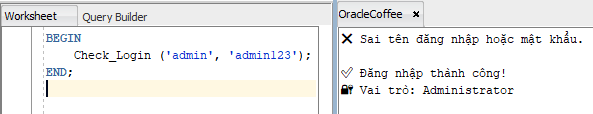 Worksheet Query Builder
BEGIN
Check_Login ('admin', 'admin123');
END;
OracleCoffee ×
❌ Sai tên đăng nhập hoặc mật khẩu.
✅ Đăng nhập thành công!
🔐 Vai trò: Administrator